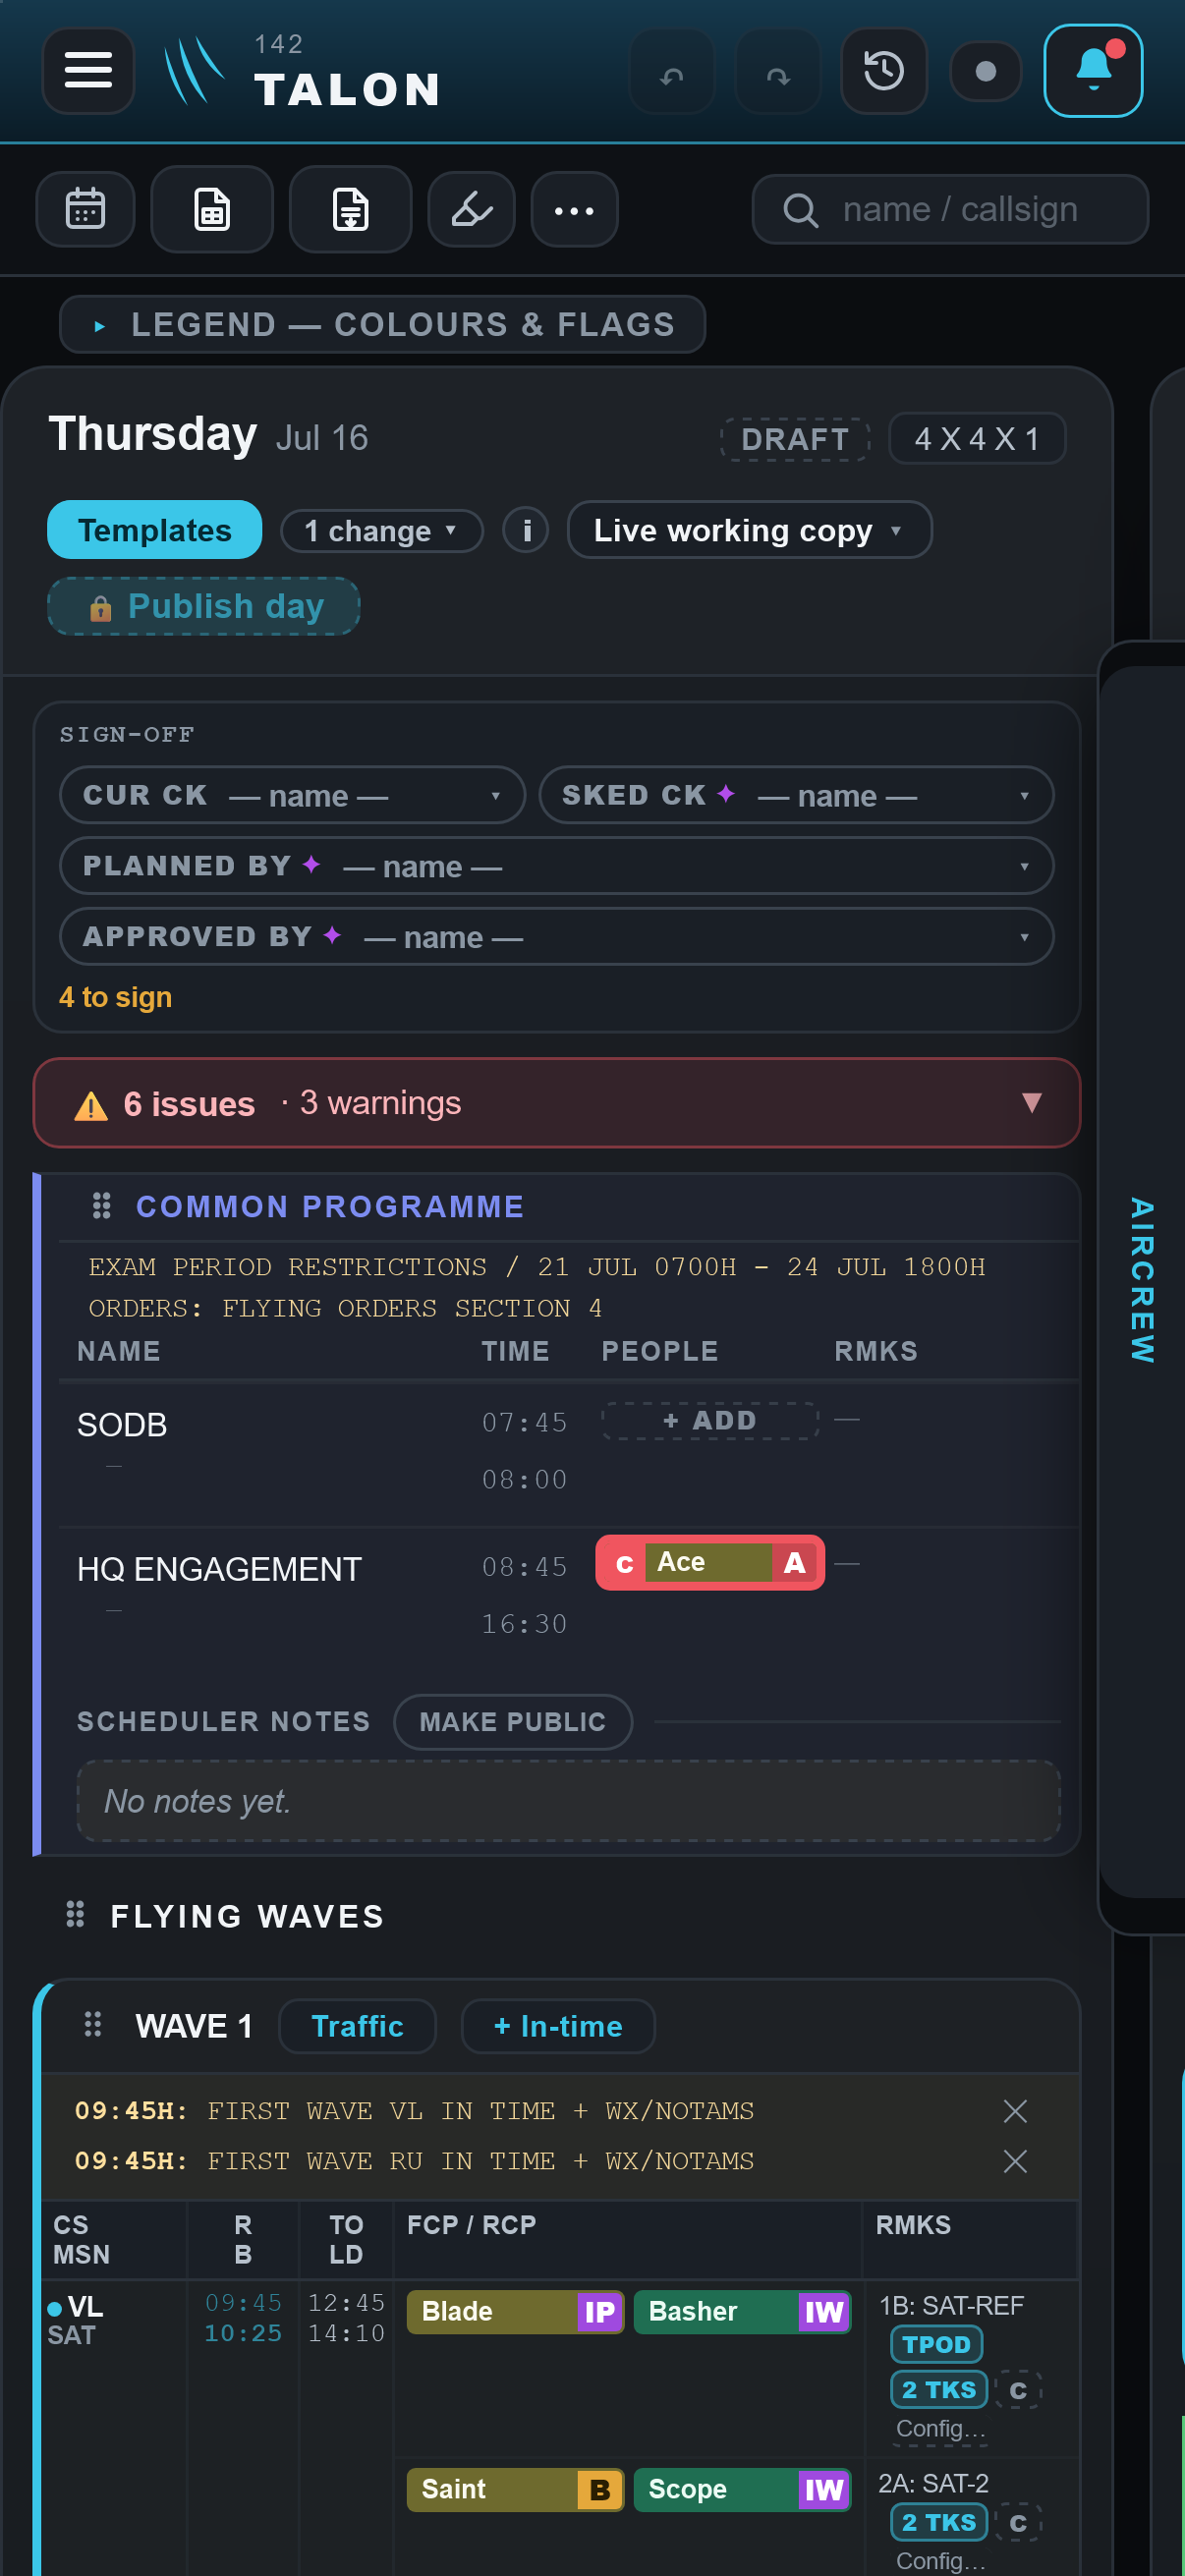 142
TALON
name / callsign
LEGEND — COLOURS & FLAGS
Thursday Jul 16 DRAFT 4 X 4 X 1
Templates 1 change ▾ i Live working copy ▾
Publish day
SIGN-OFF
CUR CK — name — SKED CK — name —
PLANNED BY — name —
APPROVED BY — name —
4 to sign
6 issues · 3 warnings
COMMON PROGRAMME
EXAM PERIOD RESTRICTIONS / 21 JUL 0700H - 24 JUL 1800H
ORDERS: FLYING ORDERS SECTION 4
NAME TIME PEOPLE RMKS
SODB 07:45 + ADD —
— 08:00
HQ ENGAGEMENT 08:45 C Ace A —
— 16:30
SCHEDULER NOTES MAKE PUBLIC
No notes yet.
AIRCREW
FLYING WAVES
WAVE 1 Traffic + In-time
09:45H: FIRST WAVE VL IN TIME + WX/NOTAMS
09:45H: FIRST WAVE RU IN TIME + WX/NOTAMS
CS R TO FCP / RCP RMKS
MSN B LD
VL 09:45 12:45 Blade IP Basher IW 1B: SAT-REF
SAT 10:25 14:10 TPOD
2 TKS C
Config...
Saint B Scope IW 2A: SAT-2
2 TKS C
Config...